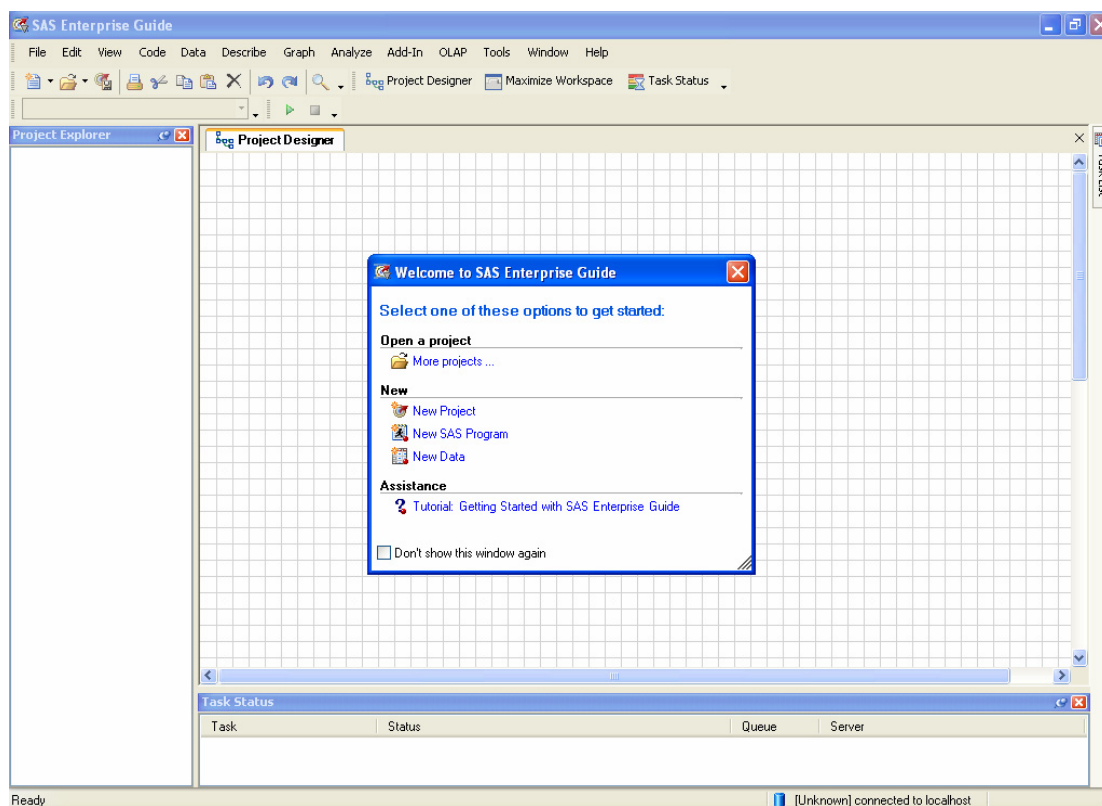 SAS Enterprise Guide
File Edit View Code Data Describe Graph Analyze Add-In OLAP Tools Window Help
Project Designer Maximize Workspace Task Status
Project Explorer
Project Designer
Task List
Welcome to SAS Enterprise Guide
Select one of these options to get started:
Open a project
More projects ...
New
New Project
New SAS Program
New Data
Assistance
Tutorial: Getting Started with SAS Enterprise Guide
Don't show this window again
Task Status
Task Status Queue Server
Ready [Unknown] connected to localhost